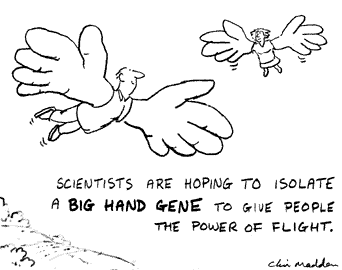 SCIENTISTS ARE HOPING TO ISOLATE
A BIG HAND GENE TO GIVE PEOPLE
THE POWER OF FLIGHT.
Chris Madden